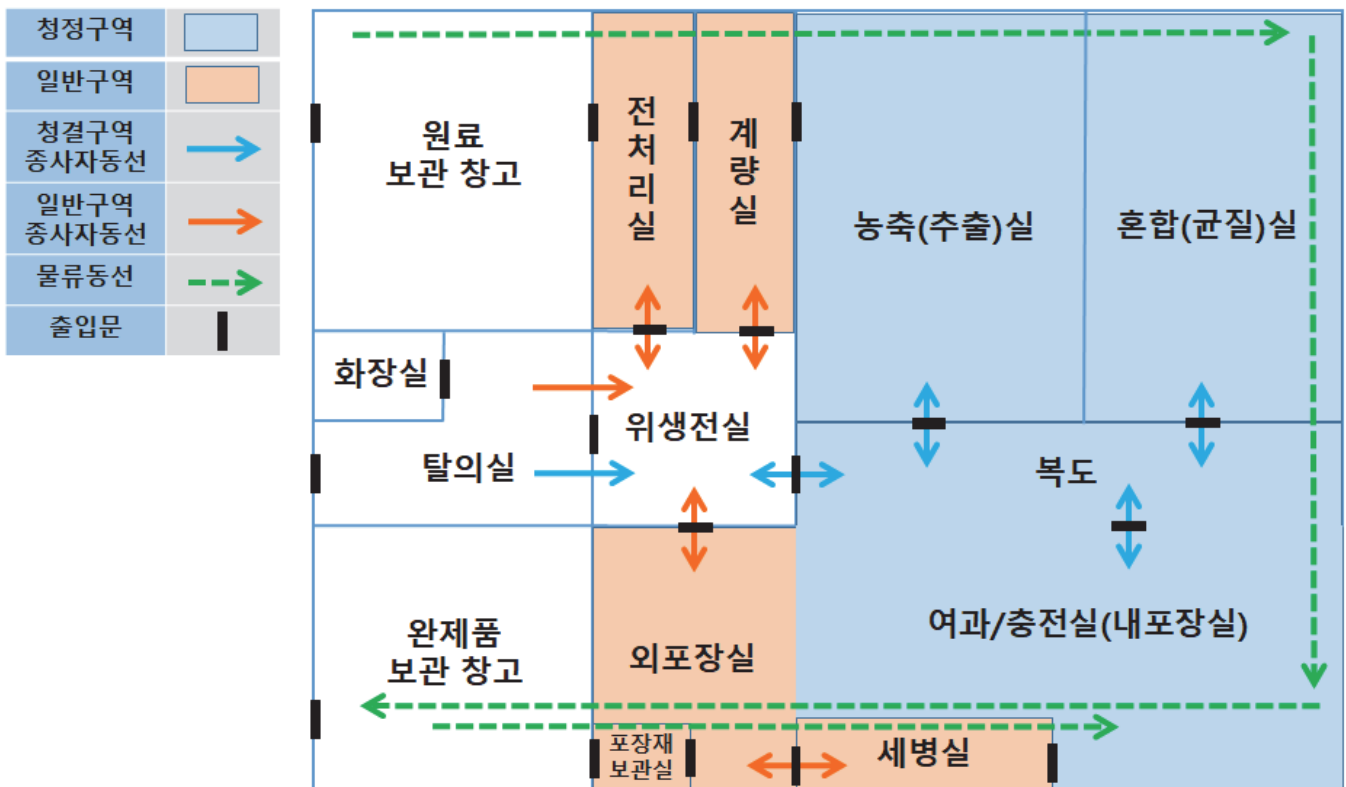 청정구역
일반구역
청결구역
종사자동선
일반구역
종사자동선
물류동선
출입문
원료
보관 창고
전
처
리
실
계
량
실
농축(추출)실
혼합(균질)실
화장실
위생전실
탈의실
복도
완제품
보관 창고
외포장실
여과/충전실(내포장실)
포장재
보관실
세병실